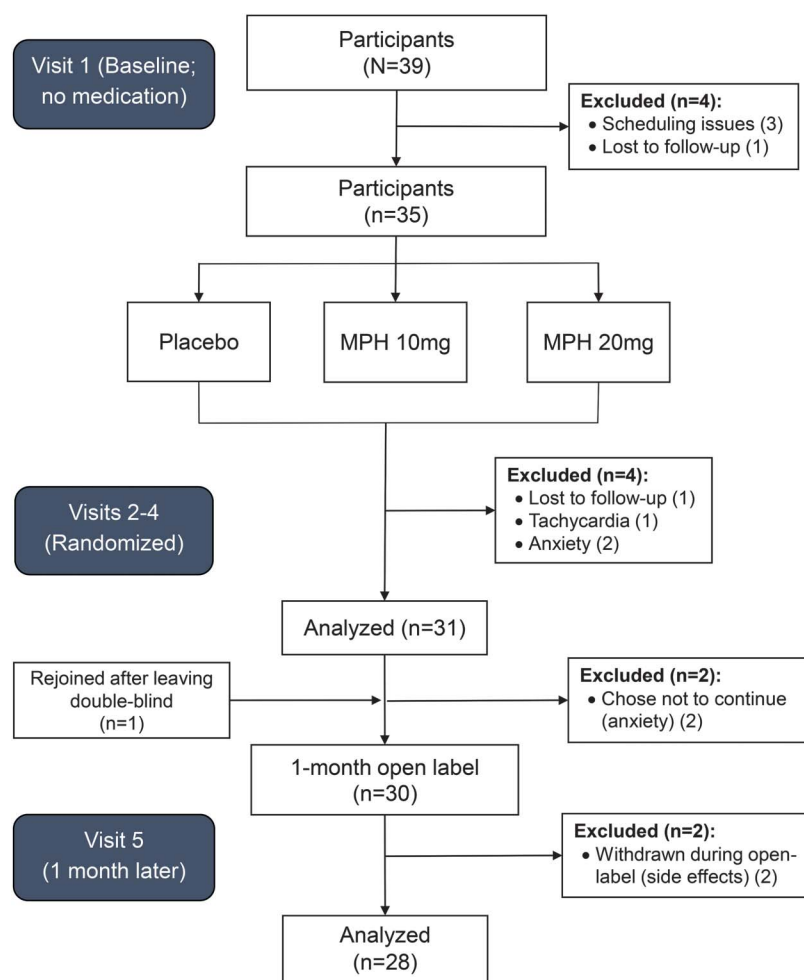 Participants
(N=39)
Visit 1 (Baseline;
no medication)
Excluded (n=4):
• Scheduling issues (3)
• Lost to follow-up (1)
Participants
(n=35)
Placebo
MPH 10mg
MPH 20mg
Excluded (n=4):
• Lost to follow-up (1)
• Tachycardia (1)
• Anxiety (2)
Visits 2-4
(Randomized)
Analyzed (n=31)
Rejoined after leaving
double-blind
(n=1)
Excluded (n=2):
• Chose not to continue
(anxiety) (2)
1-month open label
(n=30)
Visit 5
(1 month later)
Excluded (n=2):
• Withdrawn during open-
label (side effects) (2)
Analyzed
(n=28)